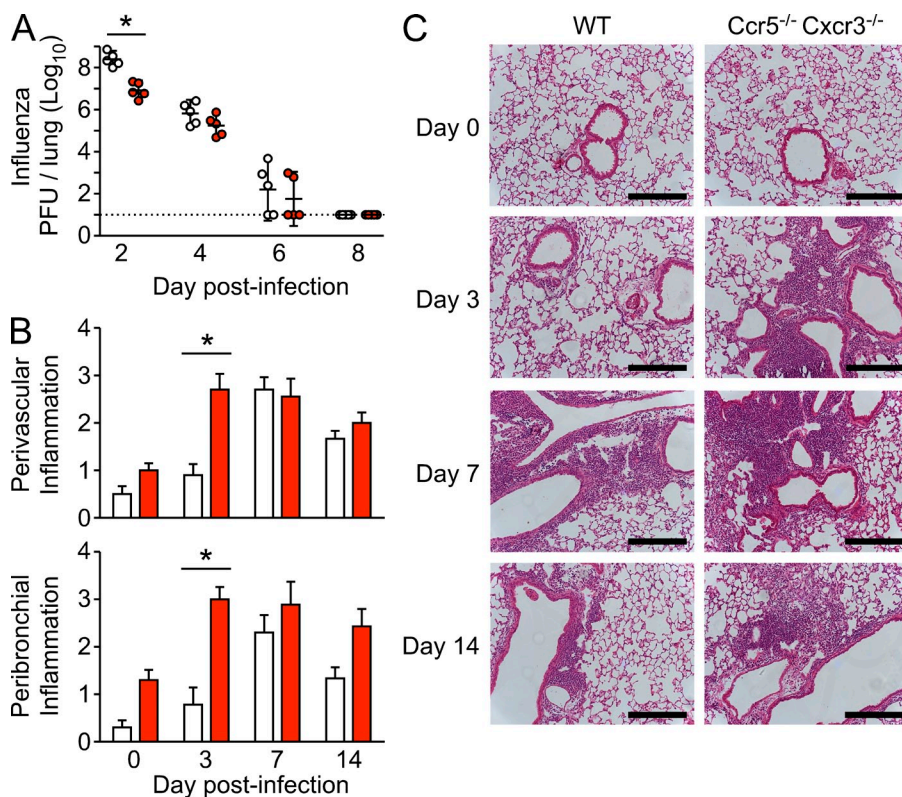 A
*
Influenza
PFU / lung (Log10)
8
6
4
2
0
2 4 6 8
Day post-infection
B
Perivascular
Inflammation
4
3
2
1
0
*
Peribronchial
Inflammation
4
3
2
1
0
*
0 3 7 14
Day post-infection
C
WT Ccr5-/- Cxcr3-/-
Day 0
Day 3
Day 7
Day 14